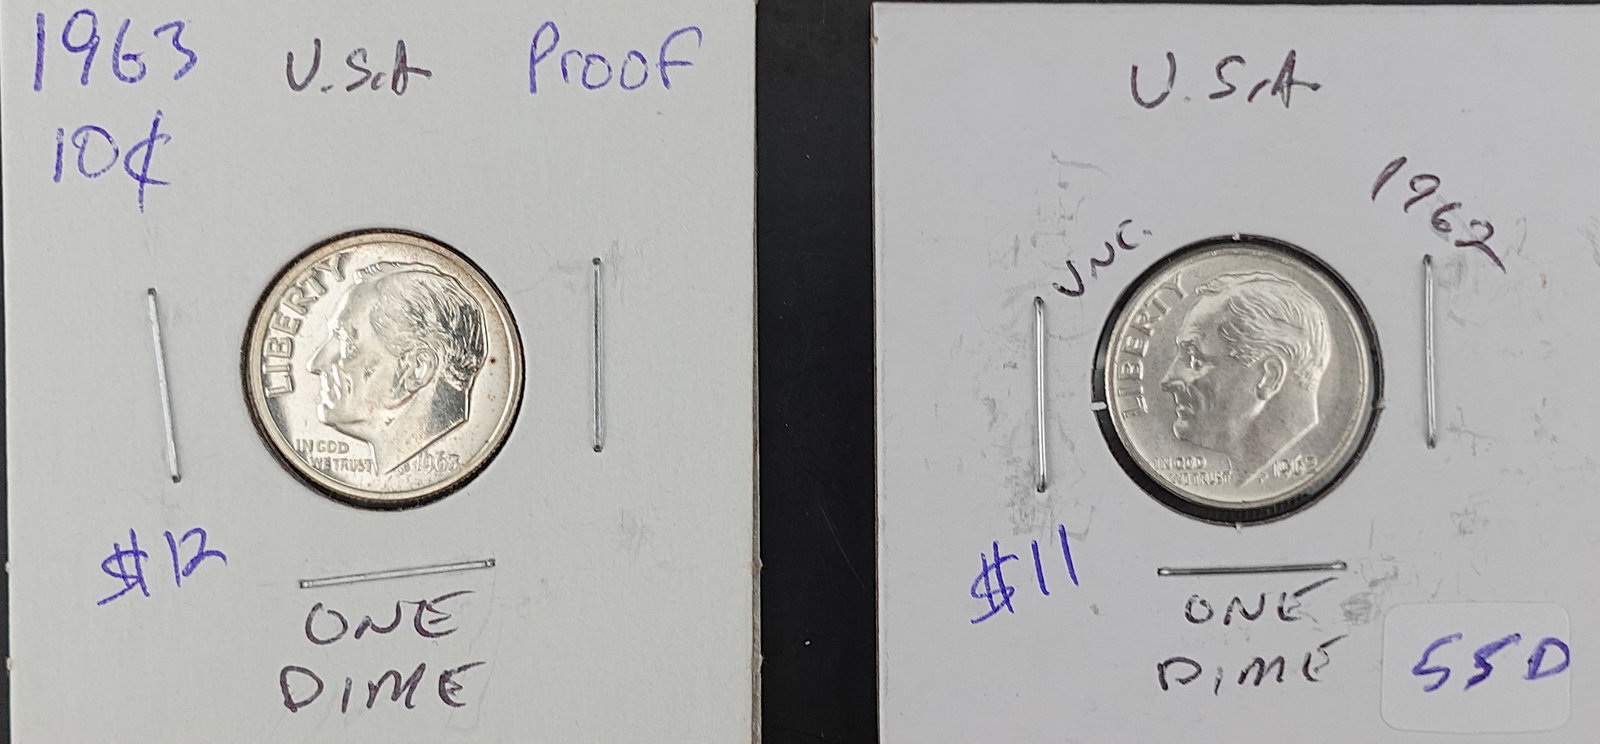 1963 U.S.A Proof
10¢
LIBERTY
IN GOD
WE TRUST
1963
$12
ONE
DIME
U.S.A
UNC.
1962
LIBERTY
IN GOD
WE TRUST
1962
$11
ONE
DIME
55D